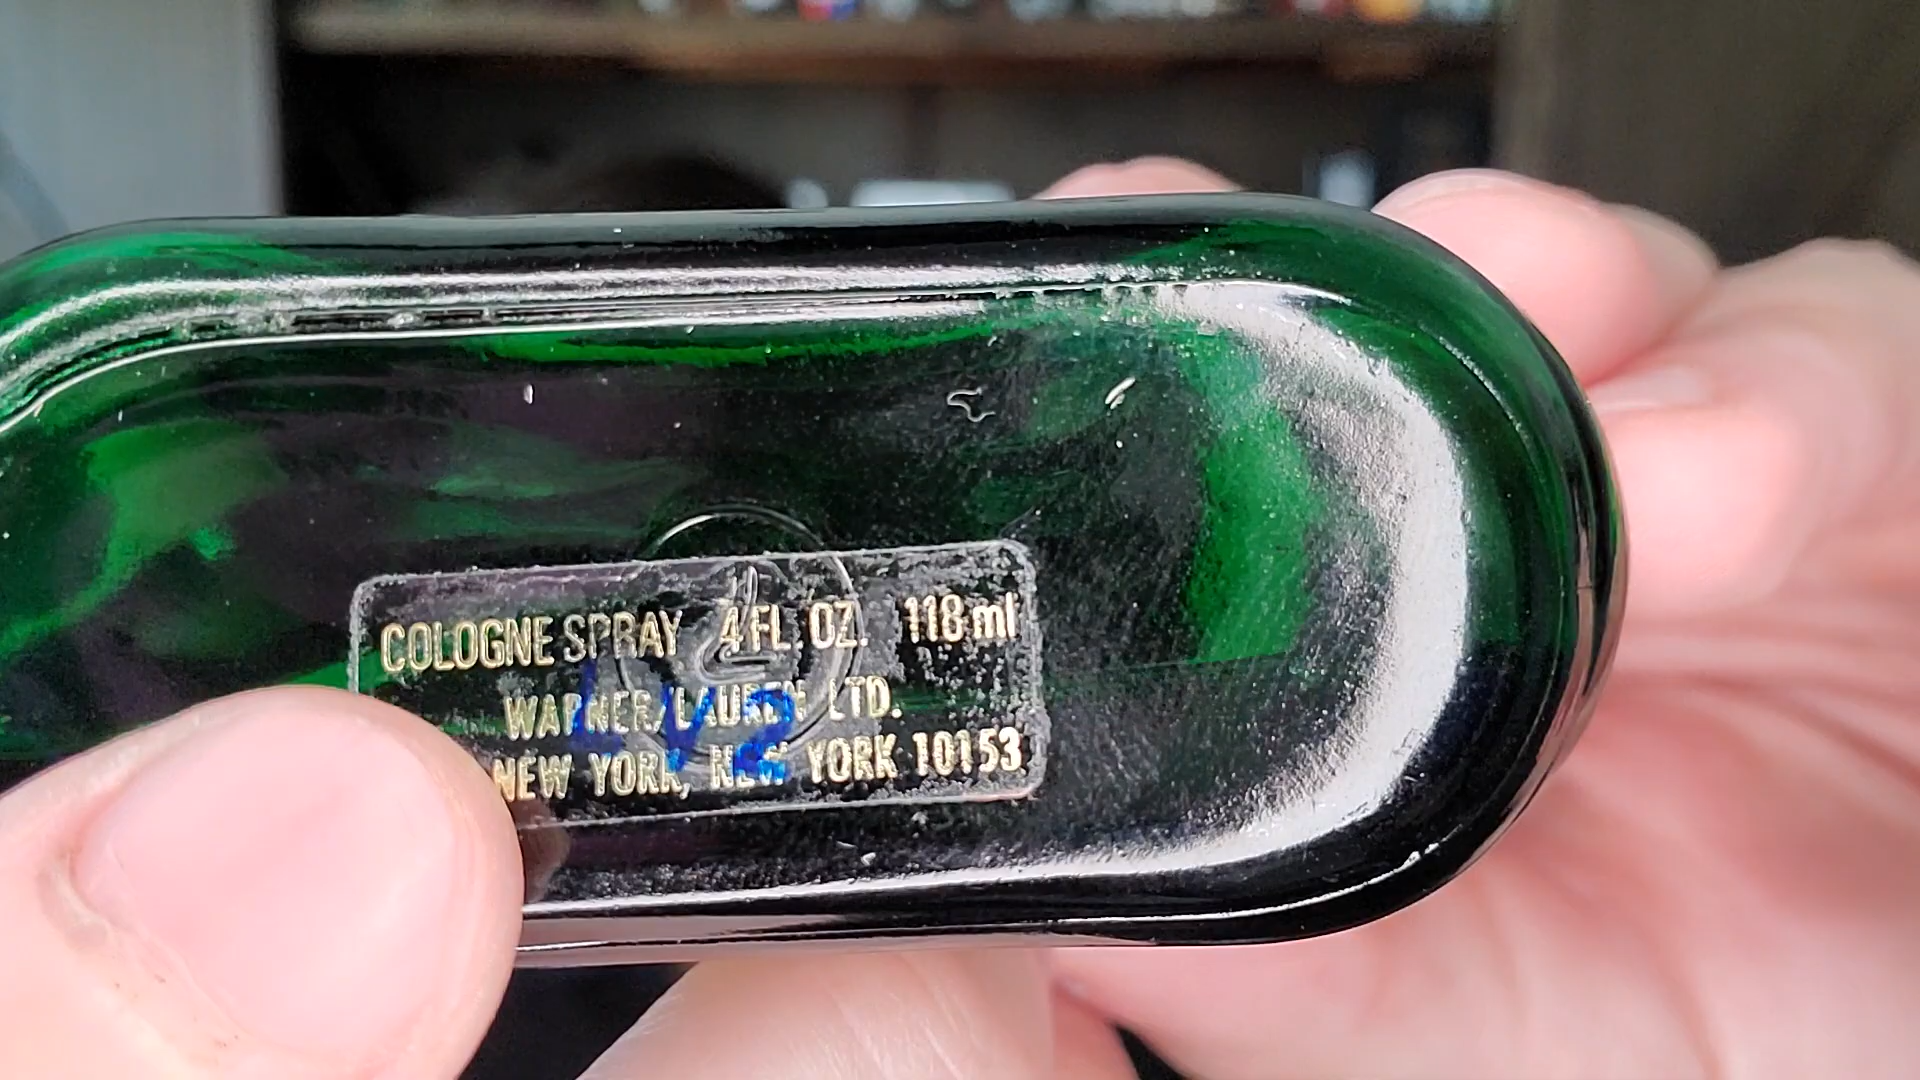 COLOGNE SPRAY 4 FL. OZ. 118 ml
WARNER/LAUREN LTD.
NEW YORK, NEW YORK 10153